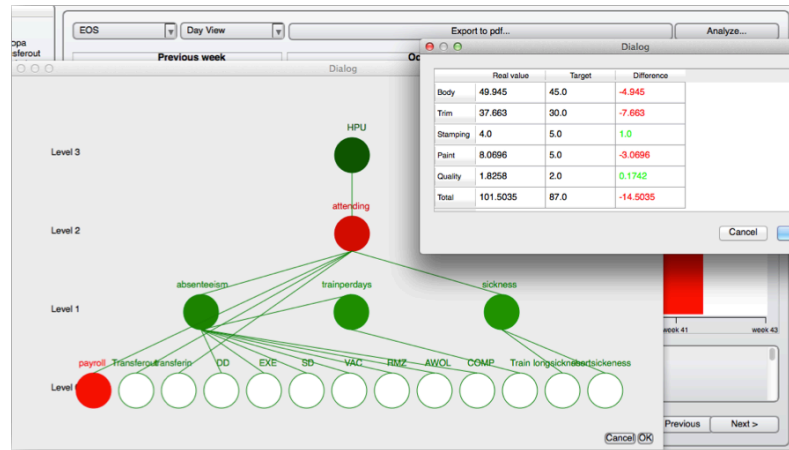 EOS
Day View
Export to pdf...
Analyze...
opa
sferout
Previous week
Oc
Dialog
Dialog
Real value Target Difference
Body 49.945 45.0 -4.945
Trim 37.663 30.0 -7.663
Stamping 4.0 5.0 1.0
Paint 8.0696 5.0 -3.0696
Quality 1.8258 2.0 0.1742
Total 101.5035 87.0 -14.5035
Cancel
HPU
Level 3
attending
Level 2
absenteeism trainperdays sickness
Level 1
week 41 week 43
payroll Transferout transferin DD EXE SD VAC RMZ AWOL COMP Train longsickness shortsickeness
Level
Previous Next >
Cancel OK